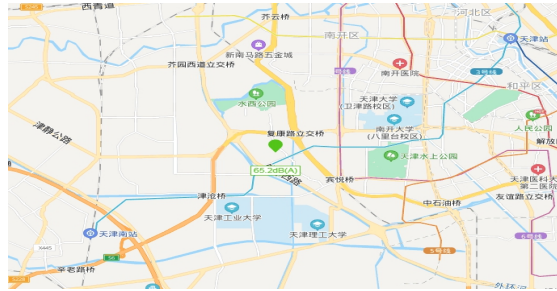 西青道
芥云桥
河北区
南开区
天津站
新南马路五金城
芥园西道立交桥
南开医院
3号线
和平区
水西公园
天津大学
(卫津路校区)
南开大学
(八里台校区)
人民公园
津静公路
复康路立交桥
解放
天津水上公园
65.2dB(A)
西路
宾悦桥
天津医科大
第二医院
津沧桥
中石油桥
友谊路立交桥
天津工业大学
天津南站
天津理工大学
6号线
5号线
X445
辛老路桥
外环河